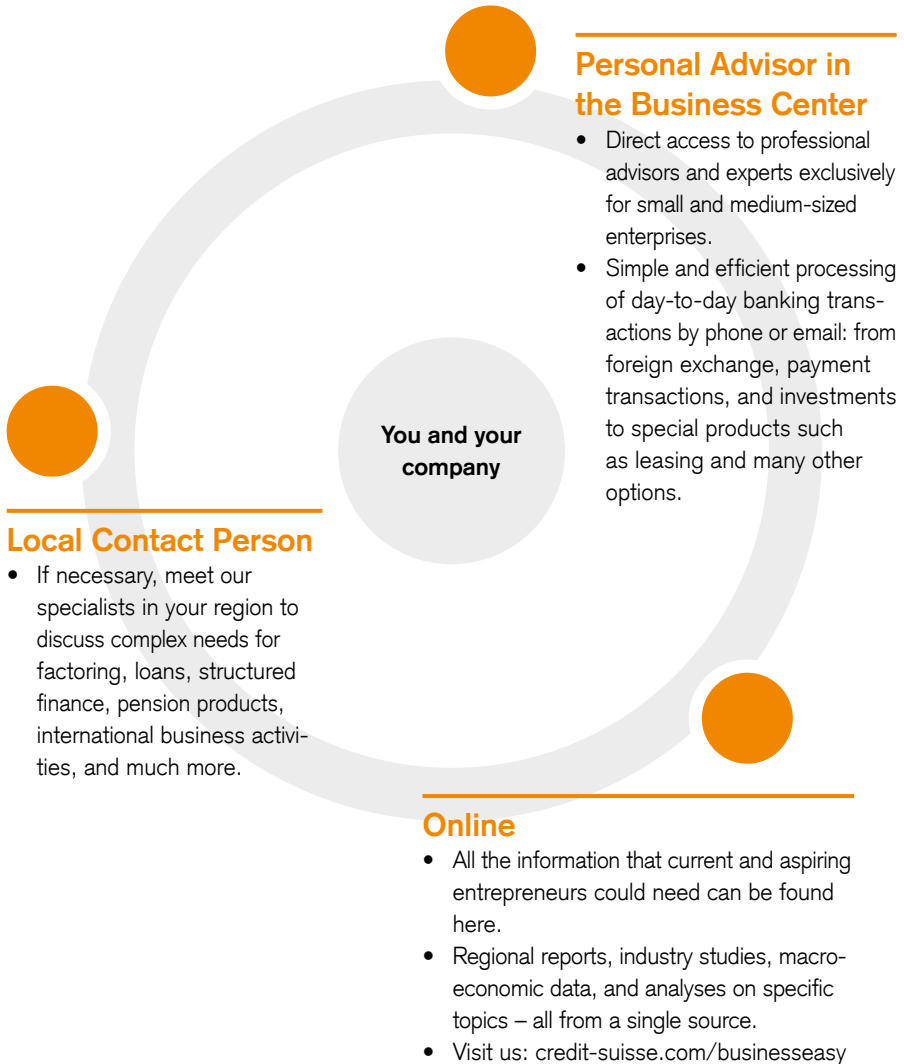 Personal Advisor in
the Business Center
• Direct access to professional
advisors and experts exclusively
for small and medium-sized
enterprises.
• Simple and efficient processing
of day-to-day banking trans-
actions by phone or email: from
foreign exchange, payment
transactions, and investments
to special products such
as leasing and many other
options.
You and your
company
Local Contact Person
• If necessary, meet our
specialists in your region to
discuss complex needs for
factoring, loans, structured
finance, pension products,
international business activi-
ties, and much more.
Online
• All the information that current and aspiring
entrepreneurs could need can be found
here.
• Regional reports, industry studies, macro-
economic data, and analyses on specific
topics – all from a single source.
• Visit us: credit-suisse.com/businesseasy